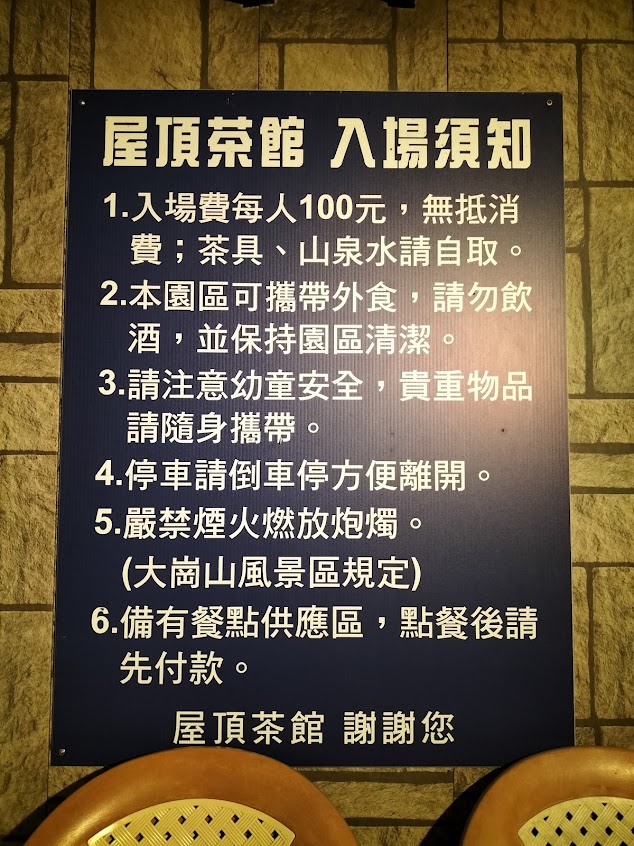 屋頂茶館 入場須知
1.入場費每人100元，無抵消
費；茶具、山泉水請自取。
2.本園區可攜帶外食，請勿飲
酒，並保持園區清潔。
3.請注意幼童安全，貴重物品
請隨身攜帶。
4.停車請倒車停方便離開。
5.嚴禁煙火燃放炮燭。
(大崗山風景區規定)
6.備有餐點供應區，點餐後請
先付款。
屋頂茶館 謝謝您